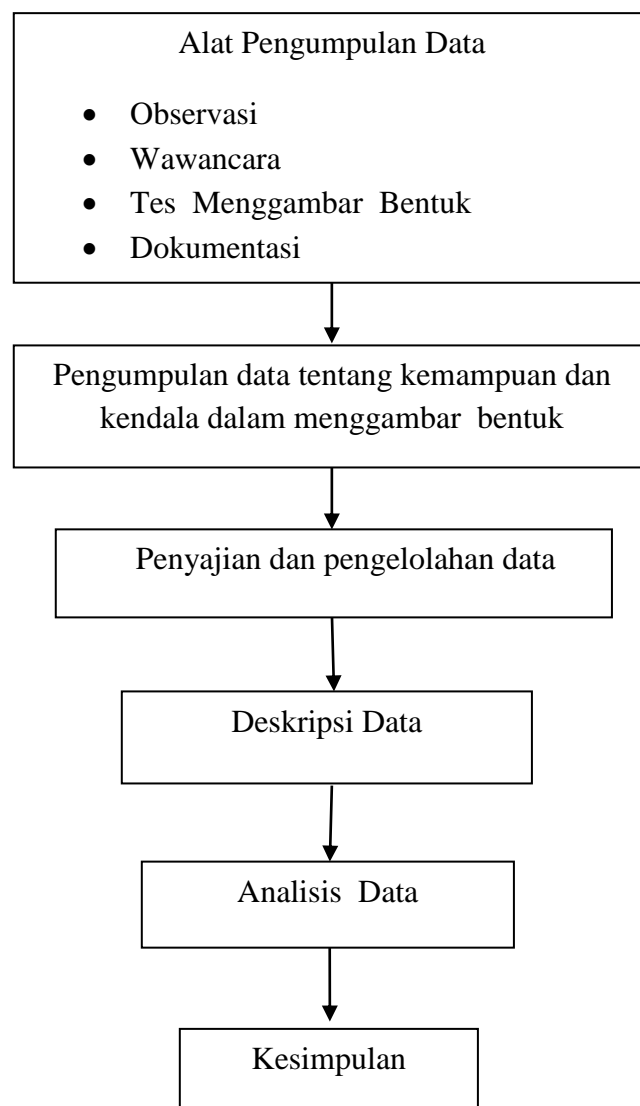 Alat Pengumpulan Data
• Observasi
• Wawancara
• Tes Menggambar Bentuk
• Dokumentasi
Pengumpulan data tentang kemampuan dan
kendala dalam menggambar bentuk
Penyajian dan pengelolahan data
Deskripsi Data
Analisis Data
Kesimpulan